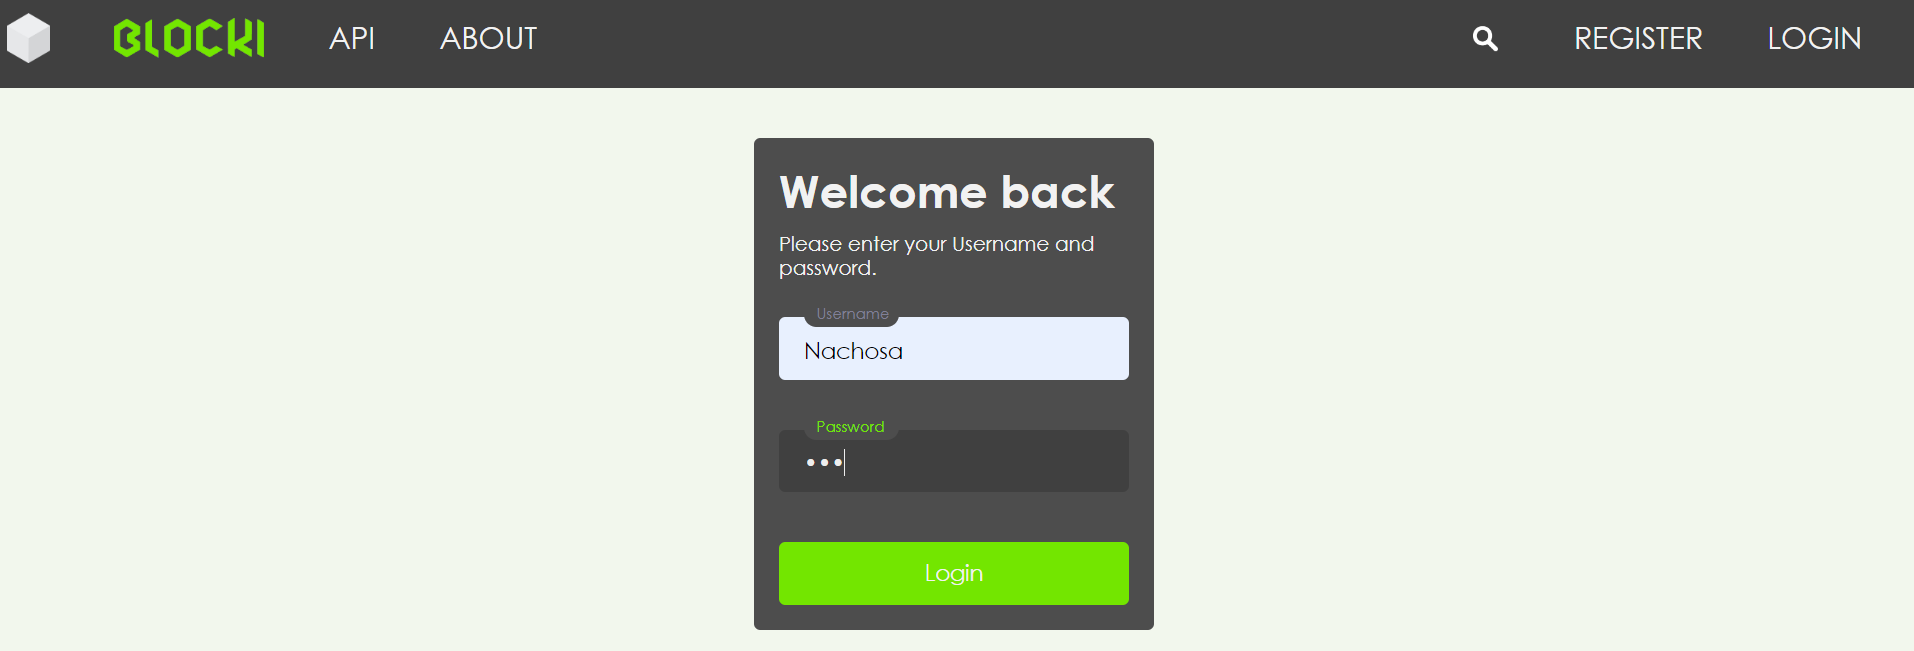 BLOCKI API ABOUT REGISTER LOGIN
Welcome back
Please enter your Username and
password.
Username
Nachosa
Password
•••
Login